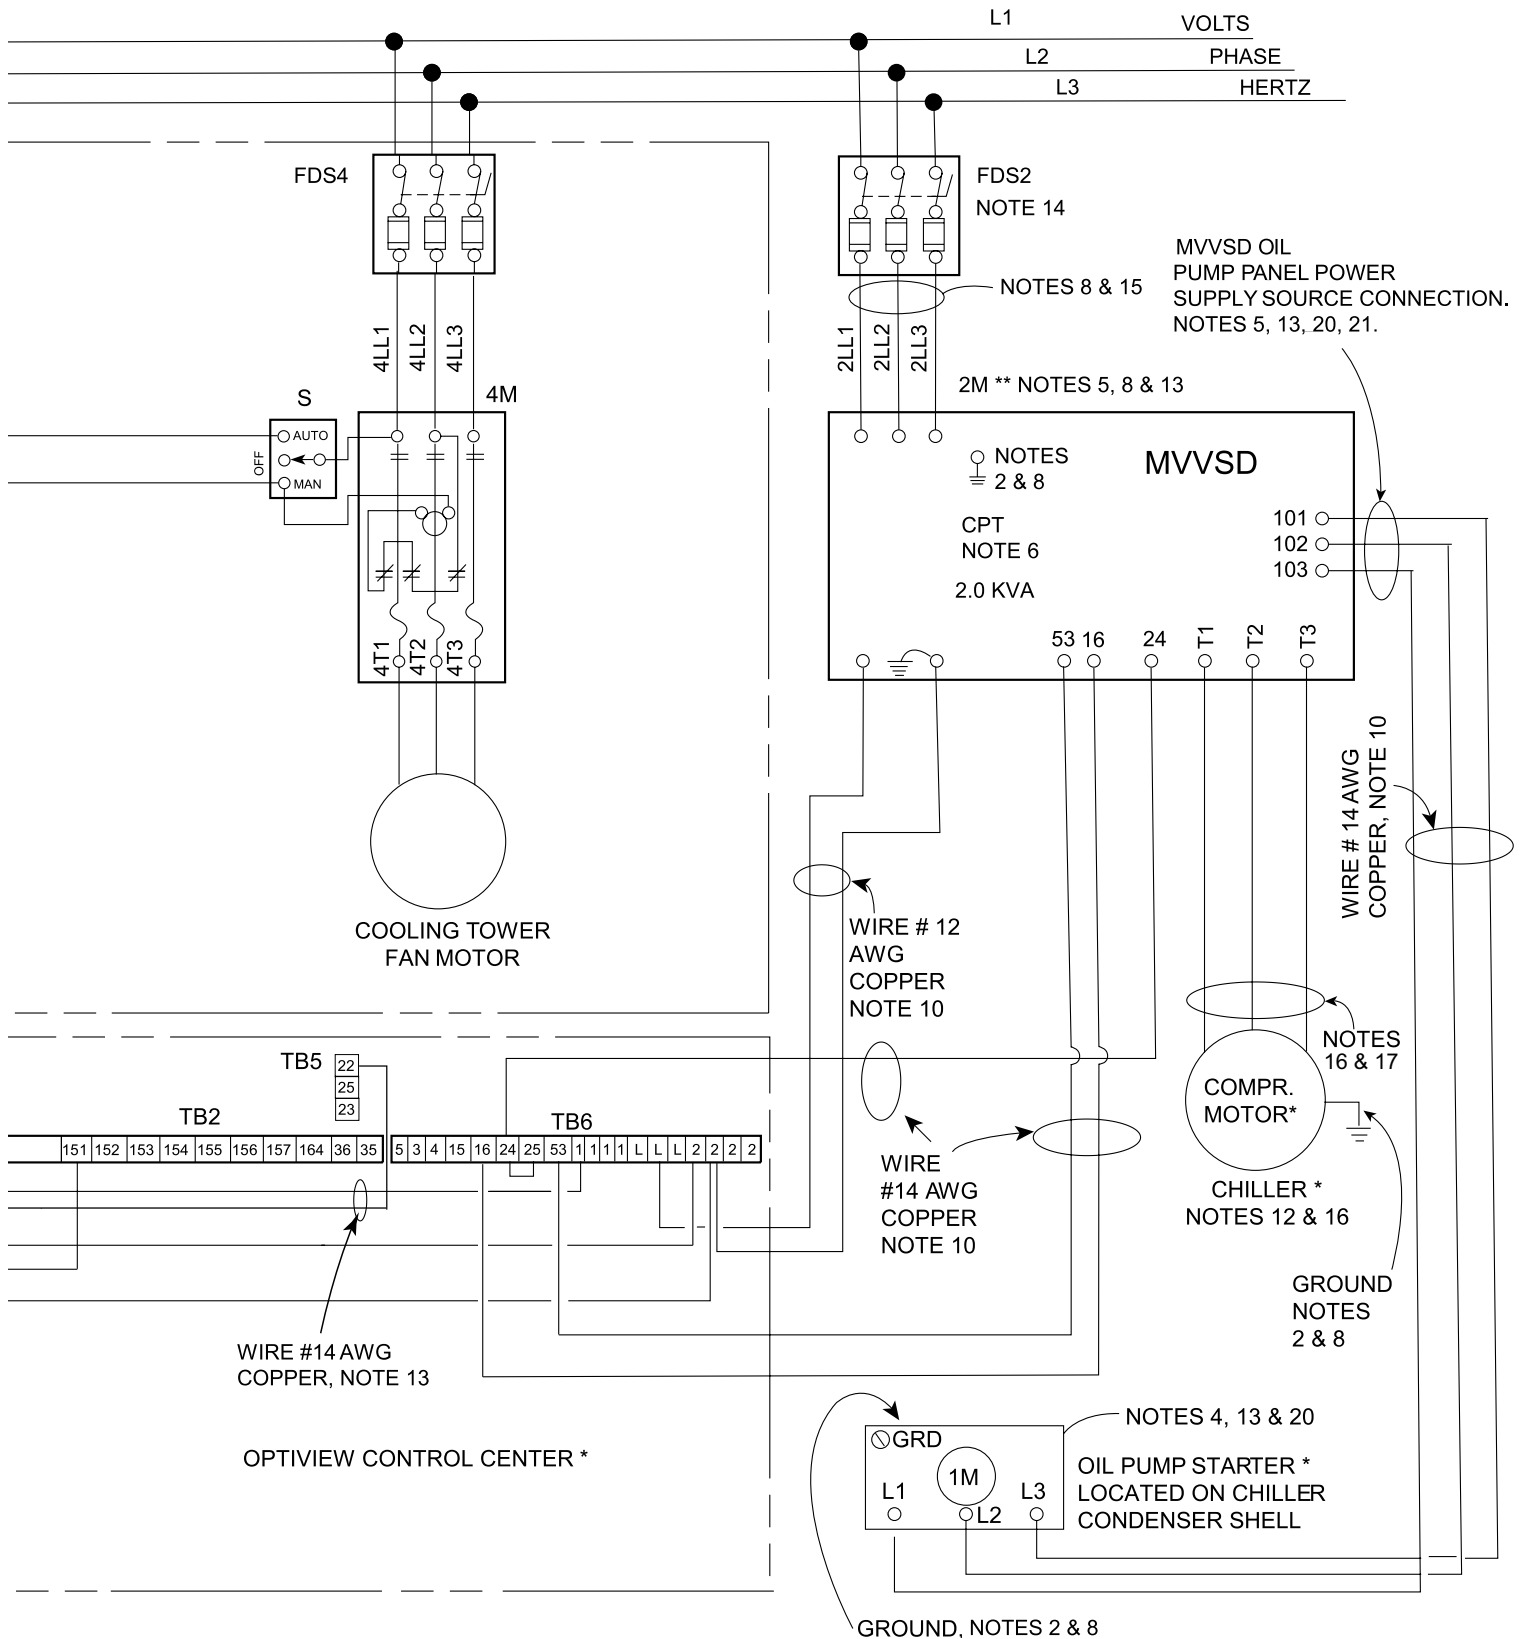 L1
VOLTS
L2
PHASE
L3
HERTZ
FDS4
FDS2
NOTE 14
MVVSD OIL
PUMP PANEL POWER
SUPPLY SOURCE CONNECTION.
NOTES 5, 13, 20, 21.
NOTES 8 & 15
4LL1
4LL2
4LL3
2LL1
2LL2
2LL3
2M ** NOTES 5, 8 & 13
S
4M
AUTO
OFF
MAN
NOTES
2 & 8
MVVSD
CPT
NOTE 6
2.0 KVA
101
102
103
53
16
24
T1
T2
T3
4T1
4T2
4T3
WIRE # 14 AWG
COPPER, NOTE 10
COOLING TOWER
FAN MOTOR
WIRE # 12
AWG
COPPER
NOTE 10
NOTES
16 & 17
TB5
22
25
23
COMPR.
MOTOR*
TB2
TB6
151 152 153 154 155 156 157 164 36 35
5 3 4 15 16 24 25 53 1 1 1 1 L L L 2 2 2 2
WIRE
#14 AWG
COPPER
NOTE 10
CHILLER *
NOTES 12 & 16
GROUND
NOTES
2 & 8
WIRE #14 AWG
COPPER, NOTE 13
OPTIVIEW CONTROL CENTER *
NOTES 4, 13 & 20
GRD
1M
L1
L2
L3
OIL PUMP STARTER *
LOCATED ON CHILLER
CONDENSER SHELL
GROUND, NOTES 2 & 8